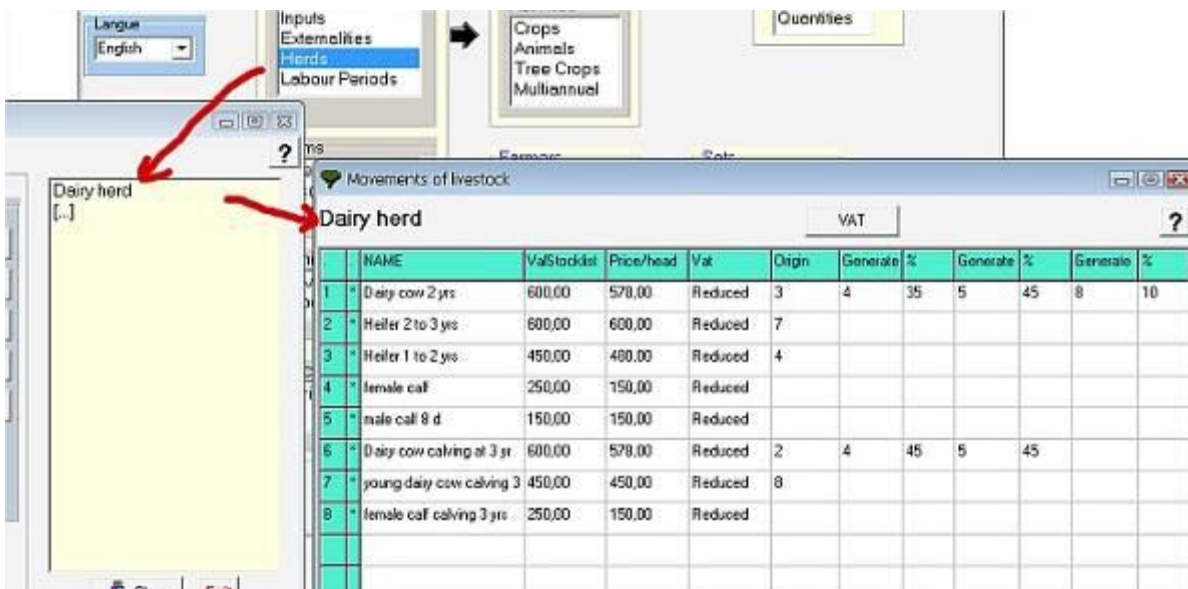 Langue
English
Inputs
Externalities
Herds
Labour Periods
Crops
Animals
Tree Crops
Multiannual
Quantities
?
Dairy herd
[...]
Movements of livestock
Dairy herd VAT ?
NAME ValStocklist Price/head Vat Origin Generate % Generate % Generate %
1 * Dairy cow 2 yrs 600,00 578,00 Reduced 3 4 35 5 45 8 10
2 * Heifer 2 to 3 yrs 600,00 600,00 Reduced 7
3 * Heifer 1 to 2 yrs 450,00 480,00 Reduced 4
4 * female calf 250,00 150,00 Reduced
5 * male calf 8 d 150,00 150,00 Reduced
6 * Dairy cow calving at 3 yr 600,00 578,00 Reduced 2 4 45 5 45
7 * young dairy cow calving 3 450,00 450,00 Reduced 8
8 * female calf calving 3 yrs 250,00 150,00 Reduced